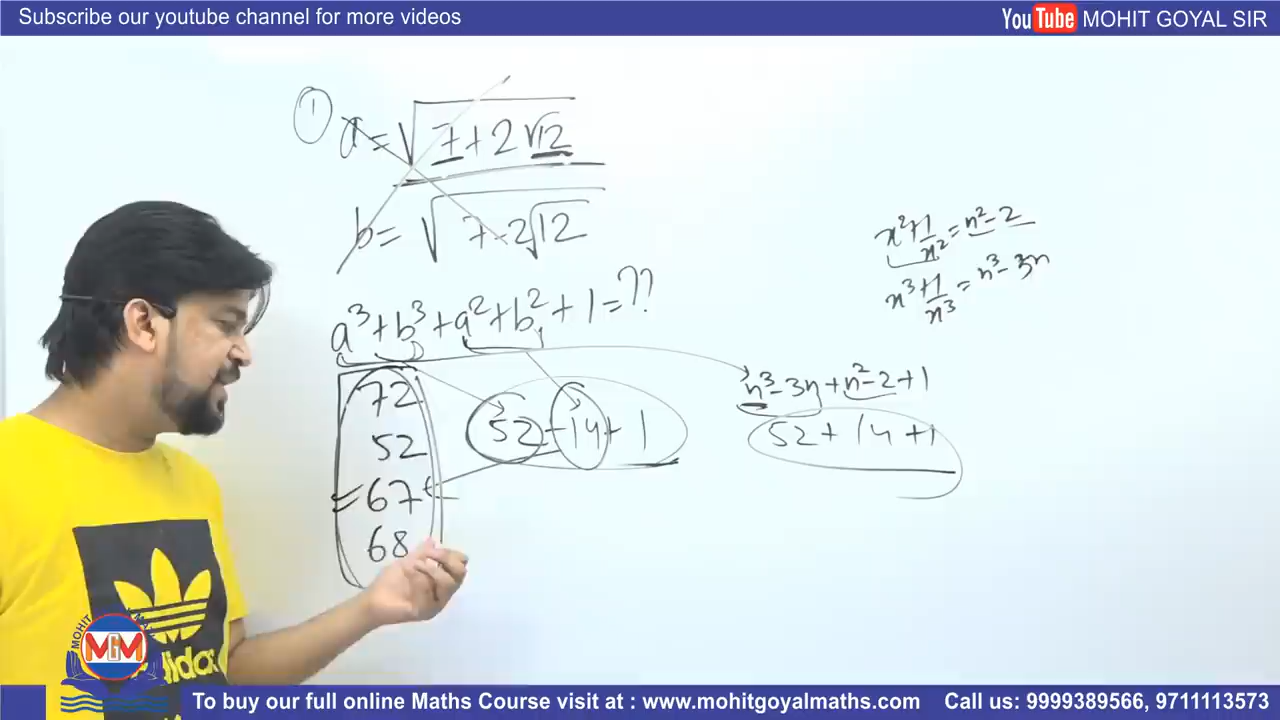 Subscribe our youtube channel for more videos
YouTube MOHIT GOYAL SIR
① a=√(7+2√12)
b=√(7-2√12)
a³+b³+a²+b²+1=??
72
52
=67
68
52+14+1
x²+1/x²=n²-2
x³+1/x³=n³-3n
n³-3n+n²-2+1
52+14+1
MOHIT
MGM
adidas
To buy our full online Maths Course visit at : www.mohitgoyalmaths.com Call us: 9999389566, 9711113573